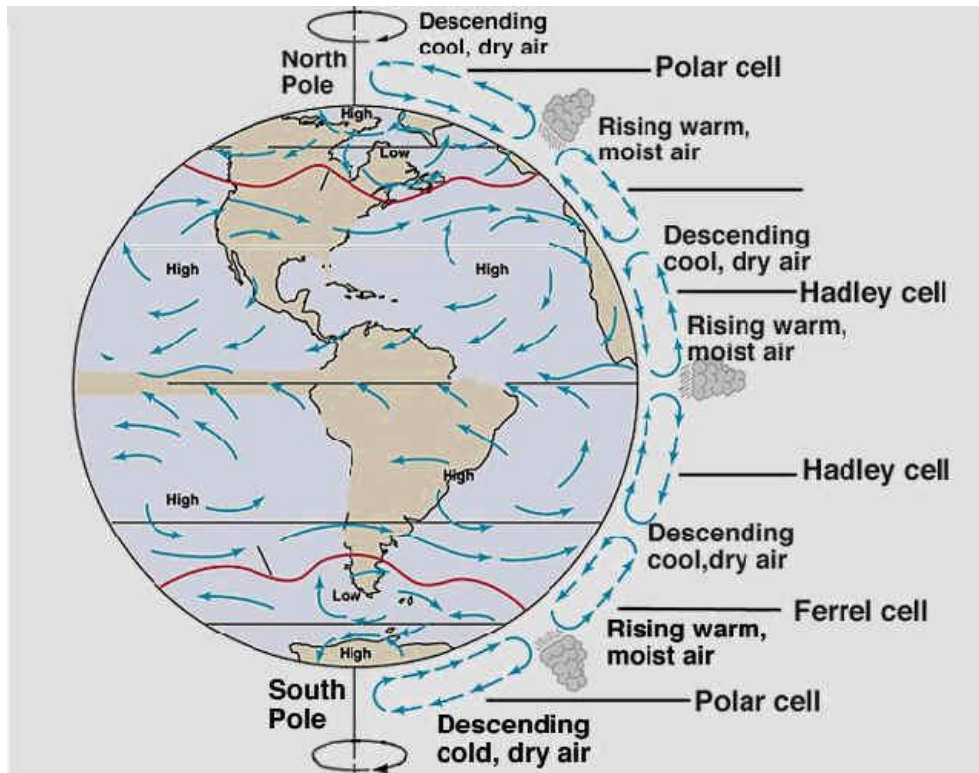 Descending
cool, dry air
North
Pole
Polar cell
High
Rising warm,
moist air
Low
Descending
cool, dry air
High
High
Hadley cell
Rising warm,
moist air
Hadley cell
High
High
Descending
cool,dry air
Low
Ferrel cell
Rising warm,
moist air
High
South
Pole
Polar cell
Descending
cold, dry air